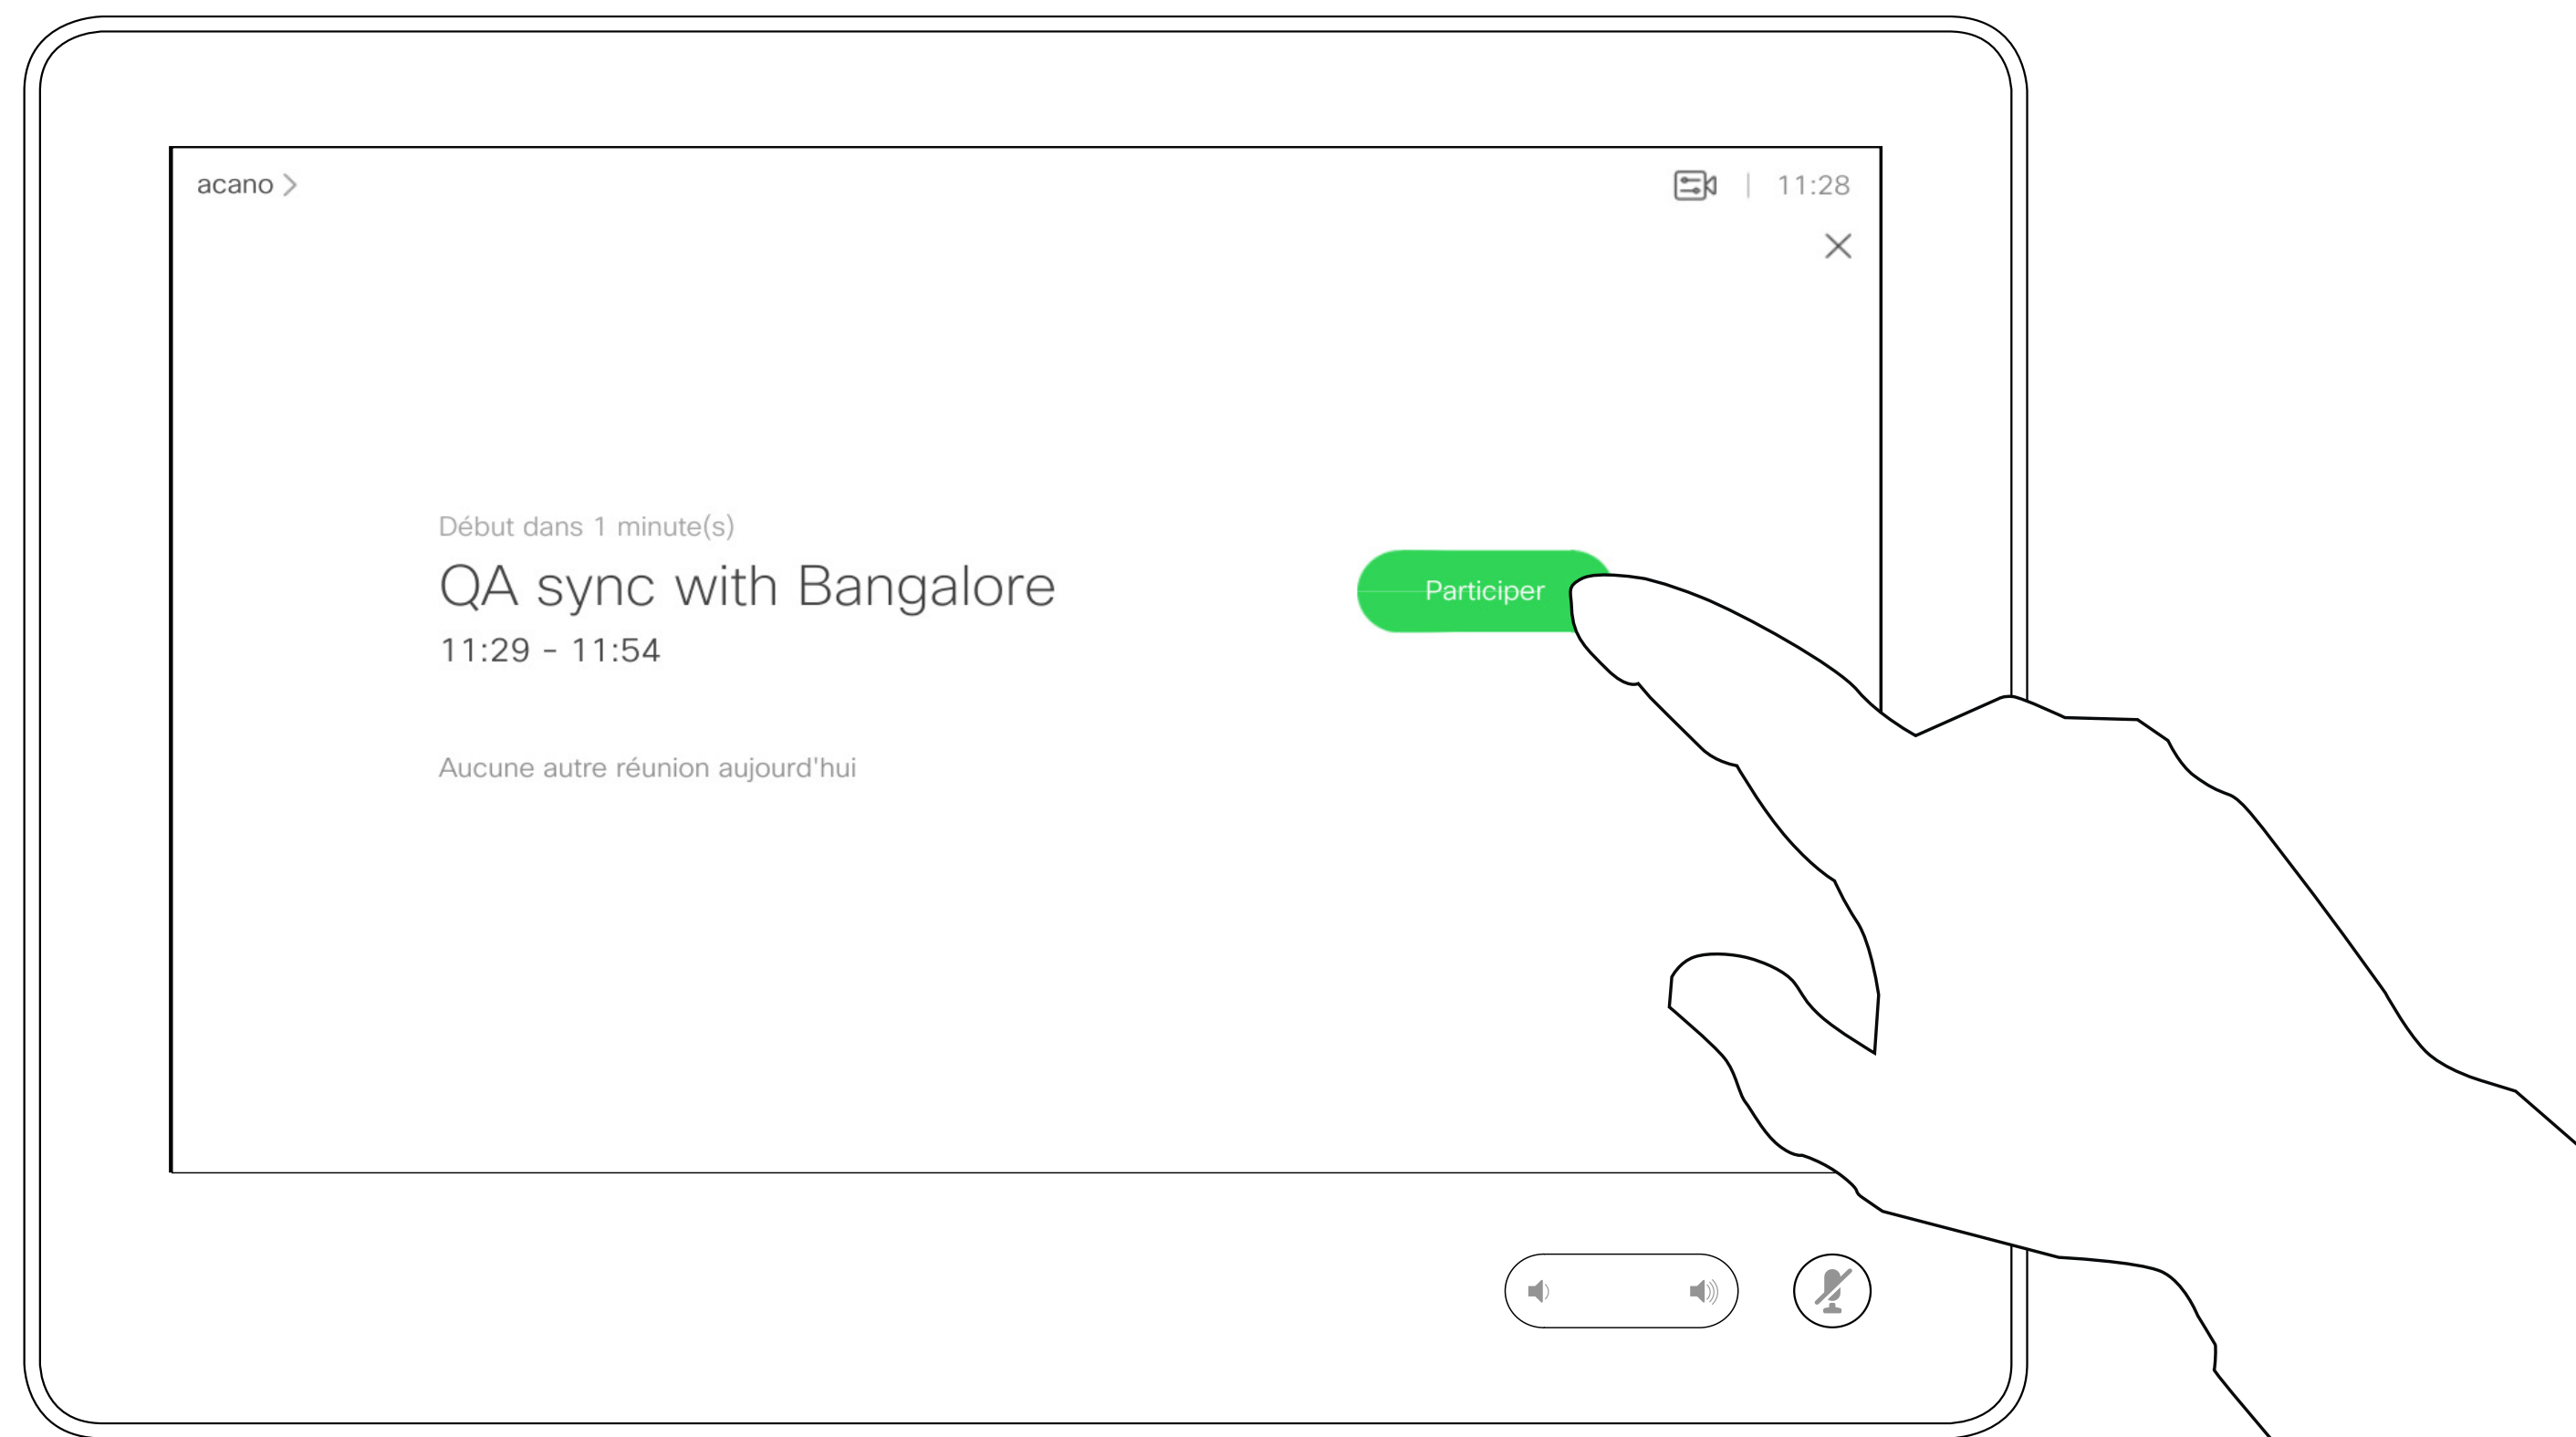 acano
11:28
Début dans 1 minute(s)
QA sync with Bangalore
11:29 - 11:54
Participer
Aucune autre réunion aujourd'hui